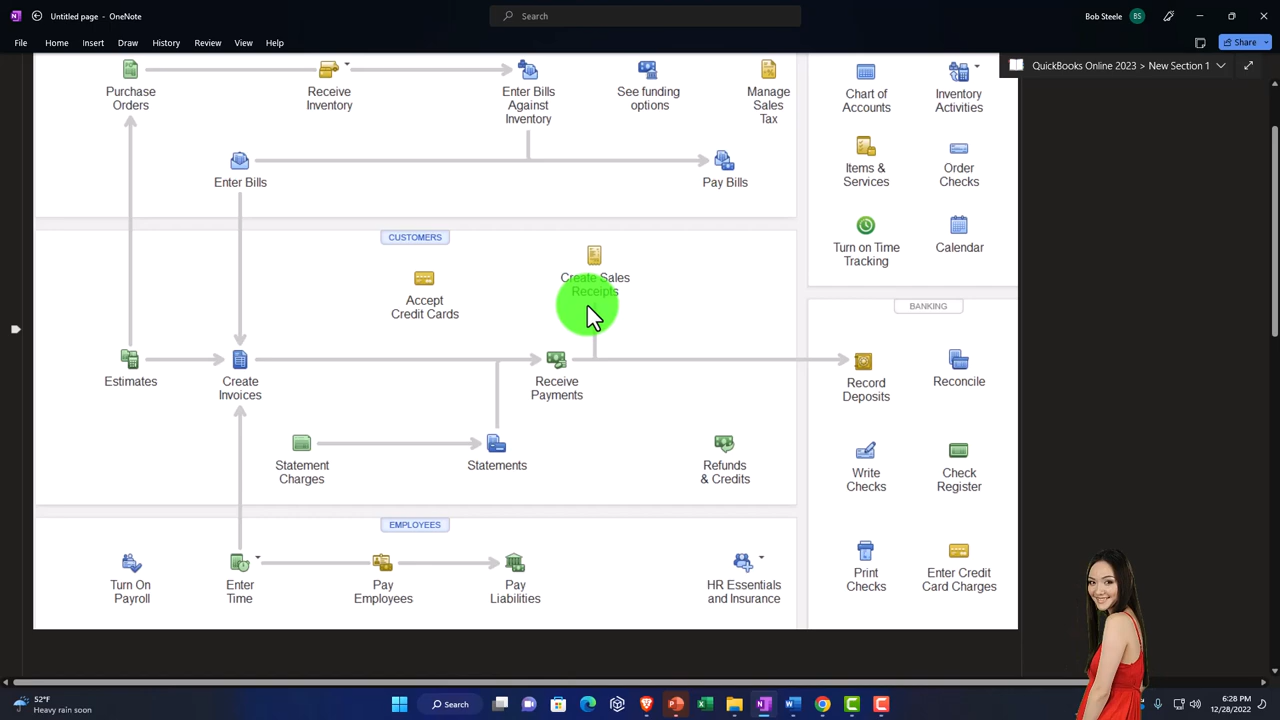 Untitled page - OneNote
Search
Bob Steele
BS
File
Home
Insert
Draw
History
Review
View
Help
Share
QuickBooks Online 2023 > New Section 1
Purchase
Orders
Receive
Inventory
Enter Bills
Against
Inventory
See funding
options
Manage
Sales
Tax
Chart of
Accounts
Inventory
Activities
Enter Bills
Pay Bills
Items &
Services
Order
Checks
Turn on Time
Tracking
Calendar
CUSTOMERS
Create Sales
Receipts
Accept
Credit Cards
Estimates
Create
Invoices
Receive
Payments
Statement
Charges
Statements
Refunds
& Credits
BANKING
Record
Deposits
Reconcile
Write
Checks
Check
Register
Print
Checks
Enter Credit
Card Charges
EMPLOYEES
Turn On
Payroll
Enter
Time
Pay
Employees
Pay
Liabilities
HR Essentials
and Insurance
52°F
Heavy rain soon
Search
6:28 PM
12/28/2022